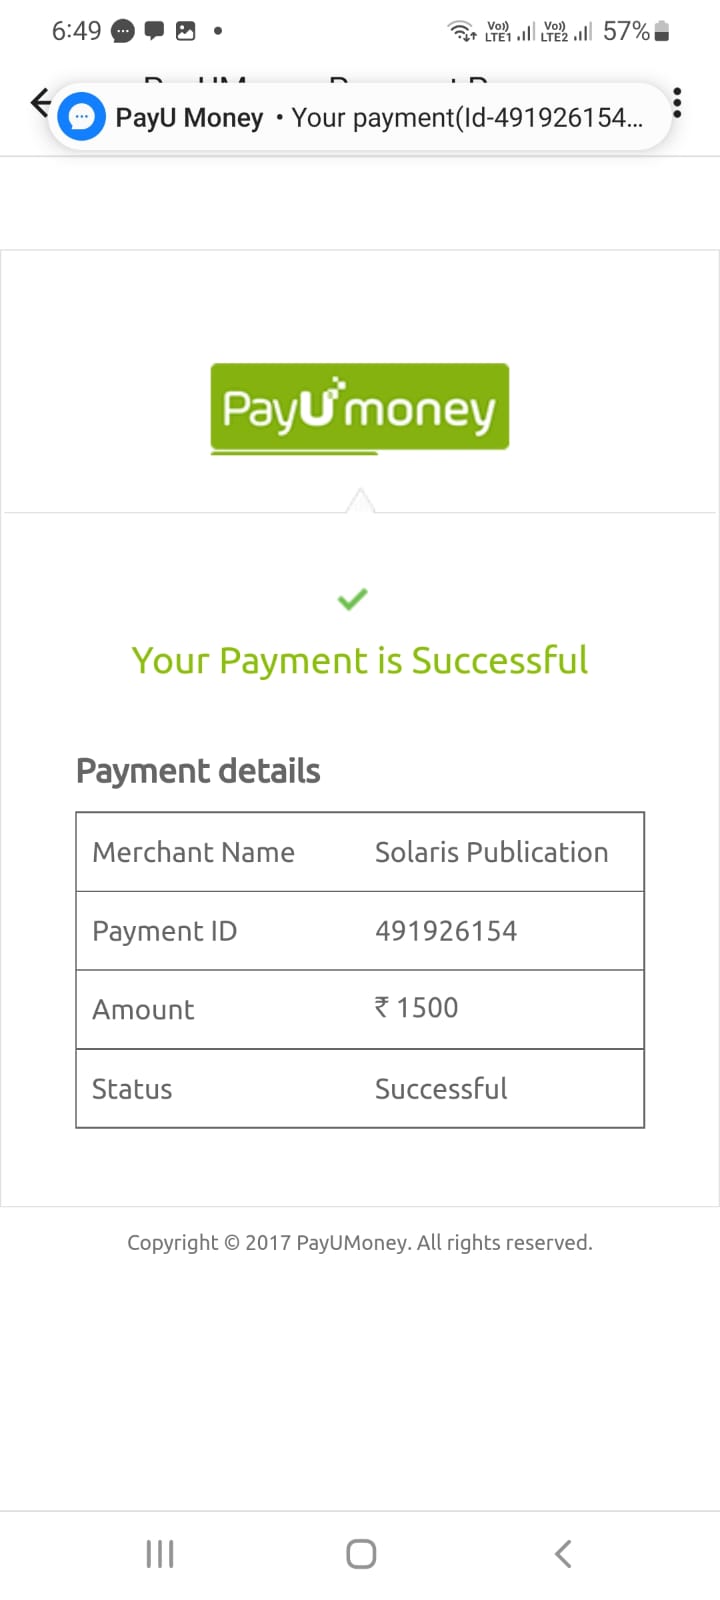 6:49 Vo) LTE1 Vo) LTE2 57%
PayU Money • Your payment(Id-491926154...
PayUmoney
Your Payment is Successful
Payment details
Merchant Name Solaris Publication
Payment ID 491926154
Amount ₹ 1500
Status Successful
Copyright © 2017 PayUMoney. All rights reserved.